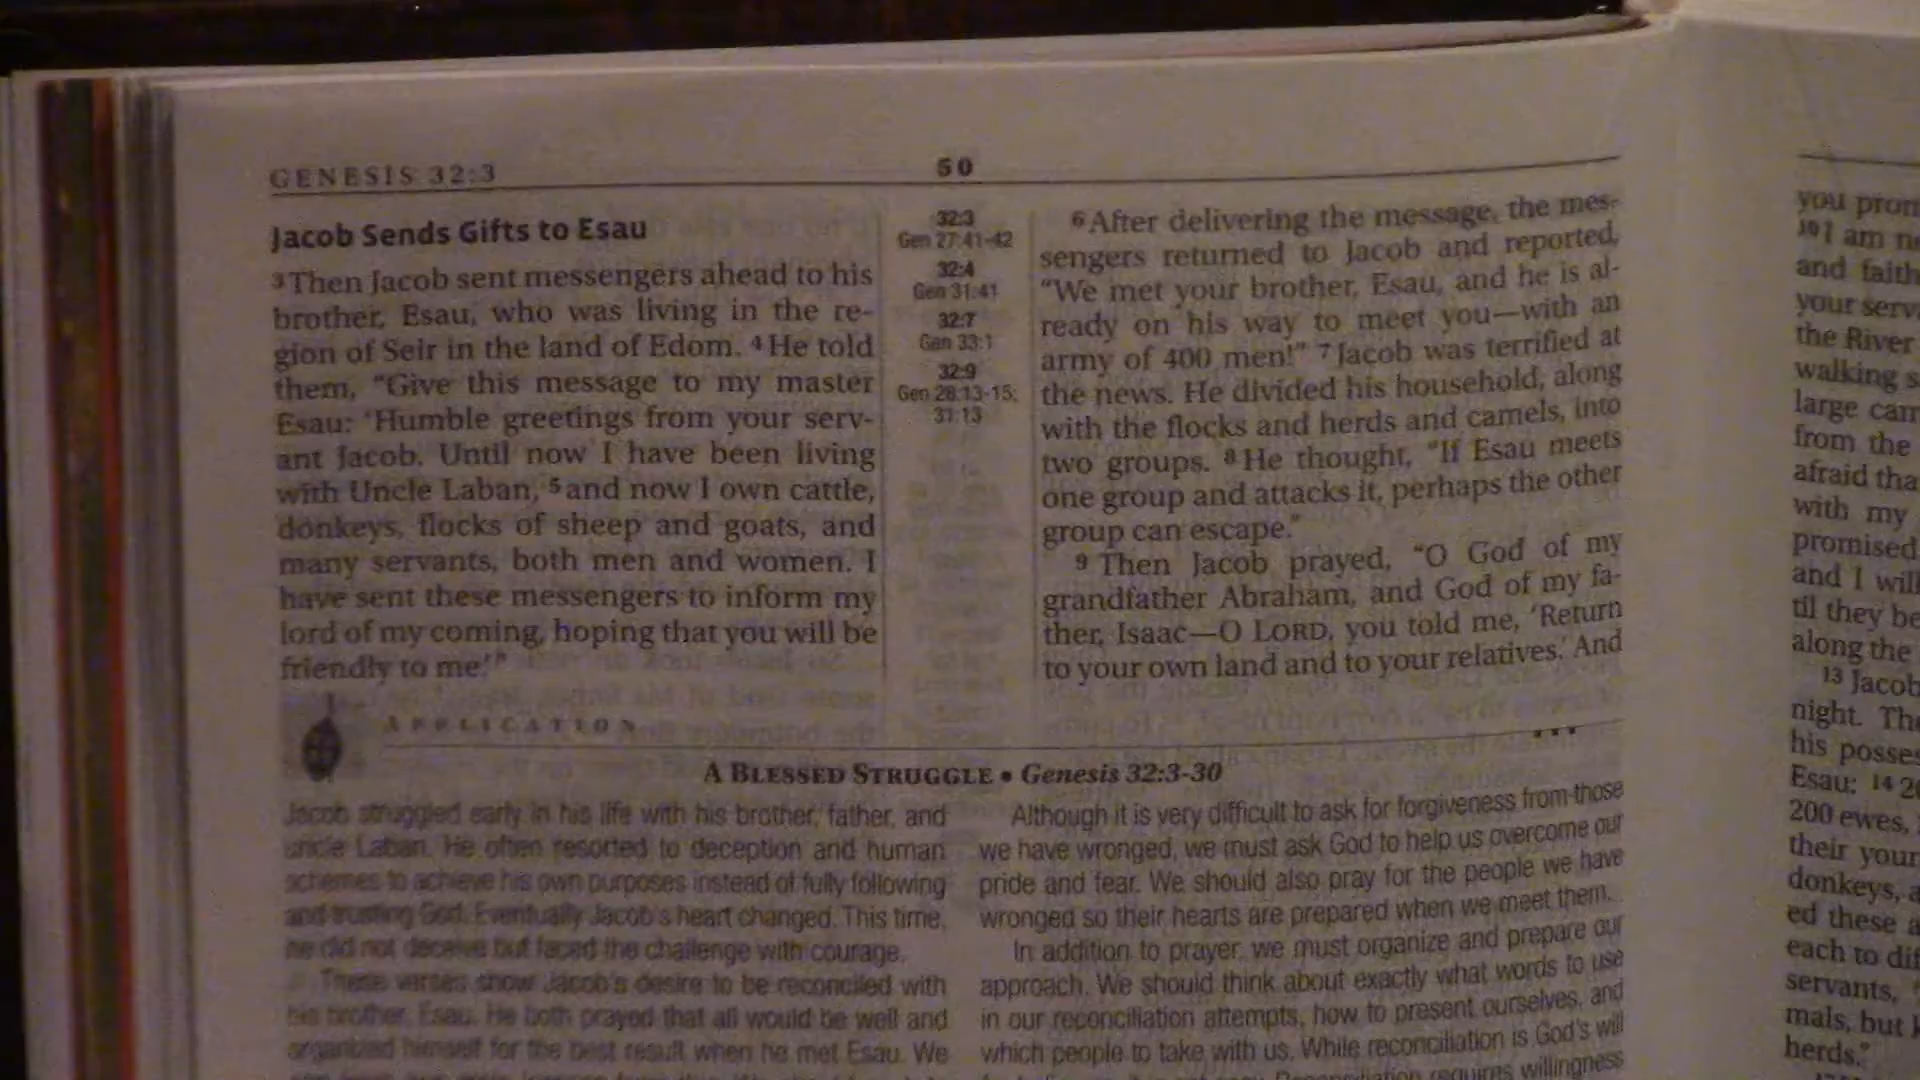 GENESIS 32:3
50
Jacob Sends Gifts to Esau
3 Then Jacob sent messengers ahead to his
brother, Esau, who was living in the re-
gion of Seir in the land of Edom. 4 He told
them, “Give this message to my master
Esau: ‘Humble greetings from your serv-
ant Jacob. Until now I have been living
with Uncle Laban, 5 and now I own cattle,
donkeys, flocks of sheep and goats, and
many servants, both men and women. I
have sent these messengers to inform my
lord of my coming, hoping that you will be
friendly to me.’”
32:3
Gen 27:41-42
32:4
Gen 31:41
32:7
Gen 33:1
32:9
Gen 28:13-15;
31:13
6 After delivering the message, the mes-
sengers returned to Jacob and reported,
“We met your brother, Esau, and he is al-
ready on his way to meet you—with an
army of 400 men!” 7 Jacob was terrified at
the news. He divided his household, along
with the flocks and herds and camels, into
two groups. 8 He thought, “If Esau meets
one group and attacks it, perhaps the other
group can escape.”
9 Then Jacob prayed, “O God of my
grandfather Abraham, and God of my fa-
ther, Isaac—O LORD, you told me, ‘Return
to your own land and to your relatives.’ And
APPLICATION
A BLESSED STRUGGLE • Genesis 32:3-30
Jacob struggled early in his life with his brother, father, and
uncle Laban. He often resorted to deception and human
schemes to achieve his own purposes instead of fully following
and trusting God. Eventually Jacob's heart changed. This time,
he did not deceive but faced the challenge with courage.
These verses show Jacob's desire to be reconciled with
his brother, Esau. He both prayed that all would be well and
organized himself for the best result when he met Esau. We
Although it is very difficult to ask for forgiveness from those
we have wronged, we must ask God to help us overcome our
pride and fear. We should also pray for the people we have
wronged so their hearts are prepared when we meet them.
In addition to prayer, we must organize and prepare our
approach. We should think about exactly what words to use
in our reconciliation attempts, how to present ourselves, and
which people to take with us. While reconciliation is God's will
Reconciliation requires willingness
you
10 I am
and
your
the River
walking
large
from the
afraid
with my
promised
and I will
they
along the
13 Jacob
night.
his
Esau: 14
200 ewes,
their
donkeys,
ed these
each to
servants,
mals, but
herds.”